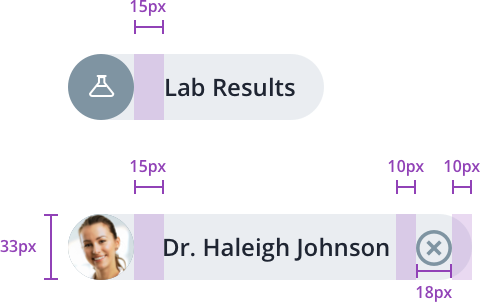 15px
Lab Results
15px
10px
10px
33px
Dr. Haleigh Johnson
18px